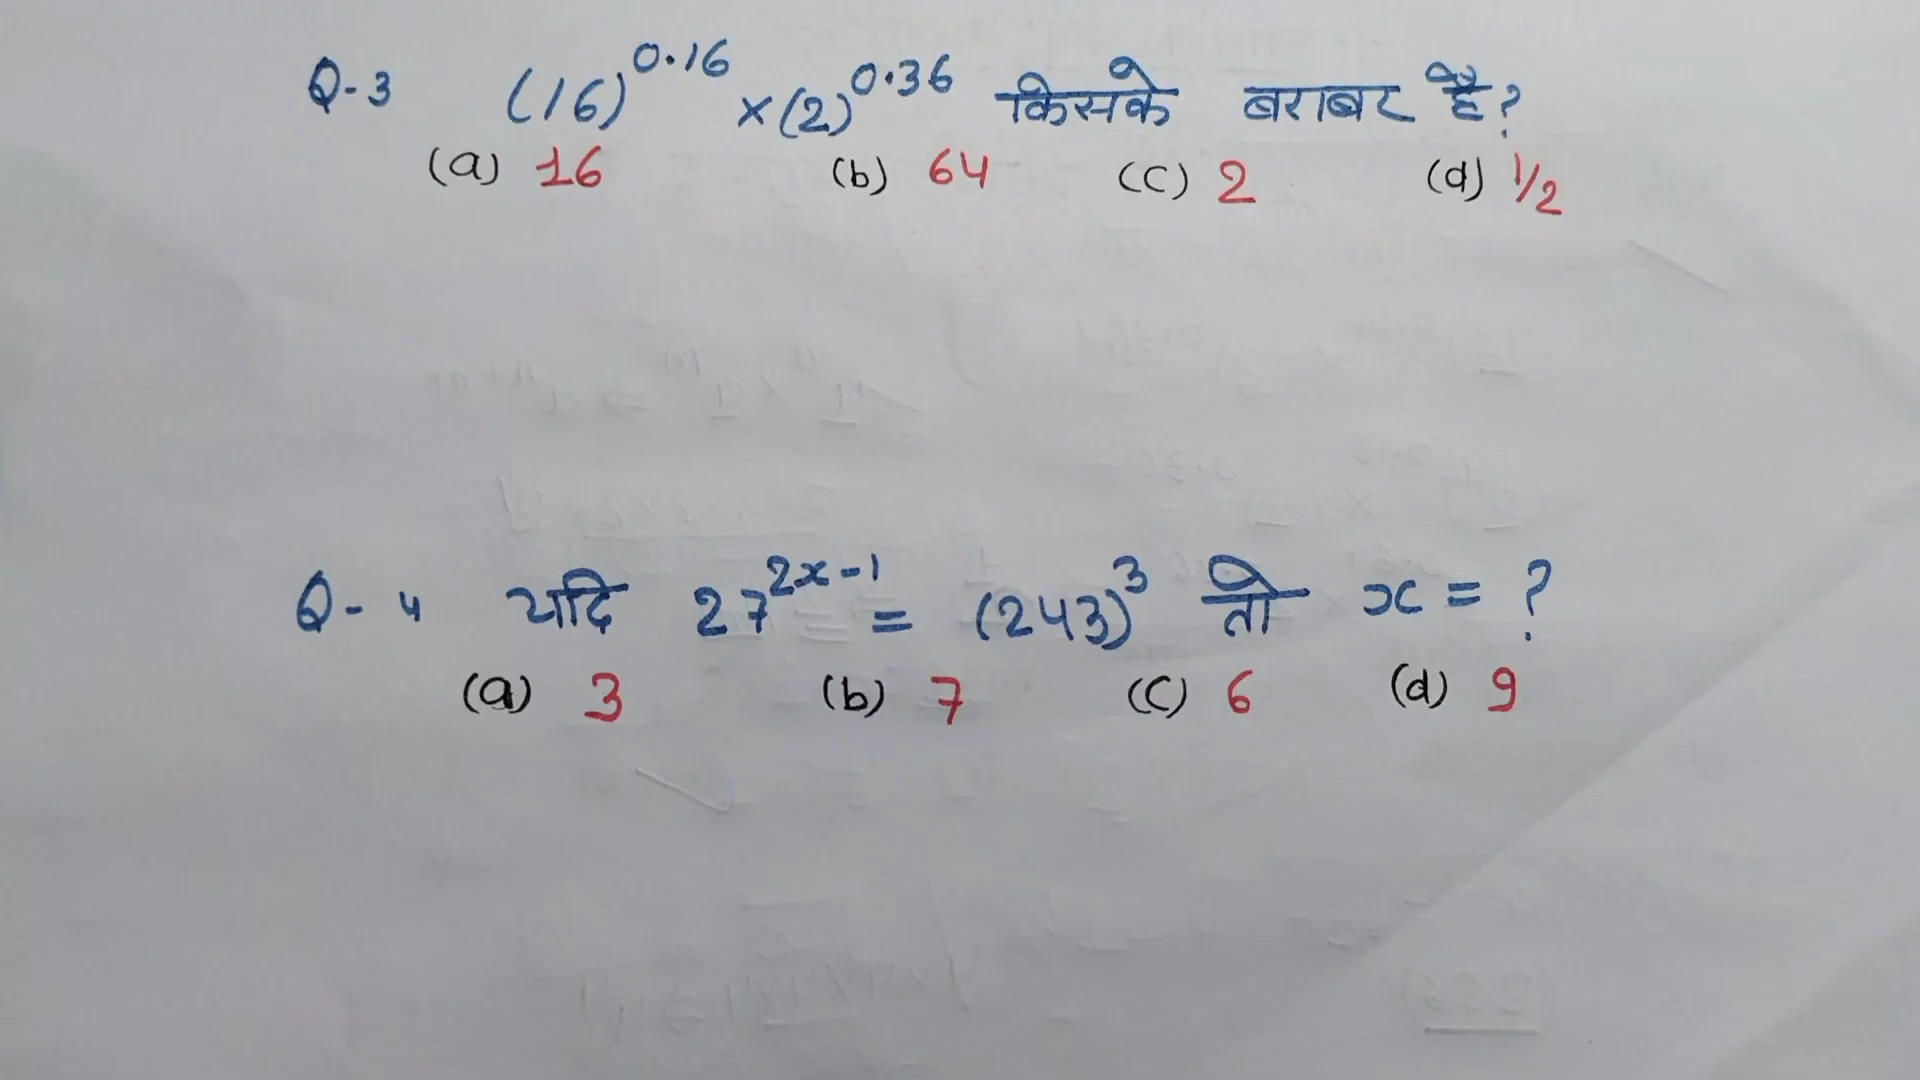 Q-3 (16)^0.16 ×(2)^0.36 किसके बराबर है?
(a) 16 (b) 64 (c) 2 (d) 1/2
Q-4 यदि 27^2x-1 = (243)^3 तो x = ?
(a) 3 (b) 7 (c) 6 (d) 9